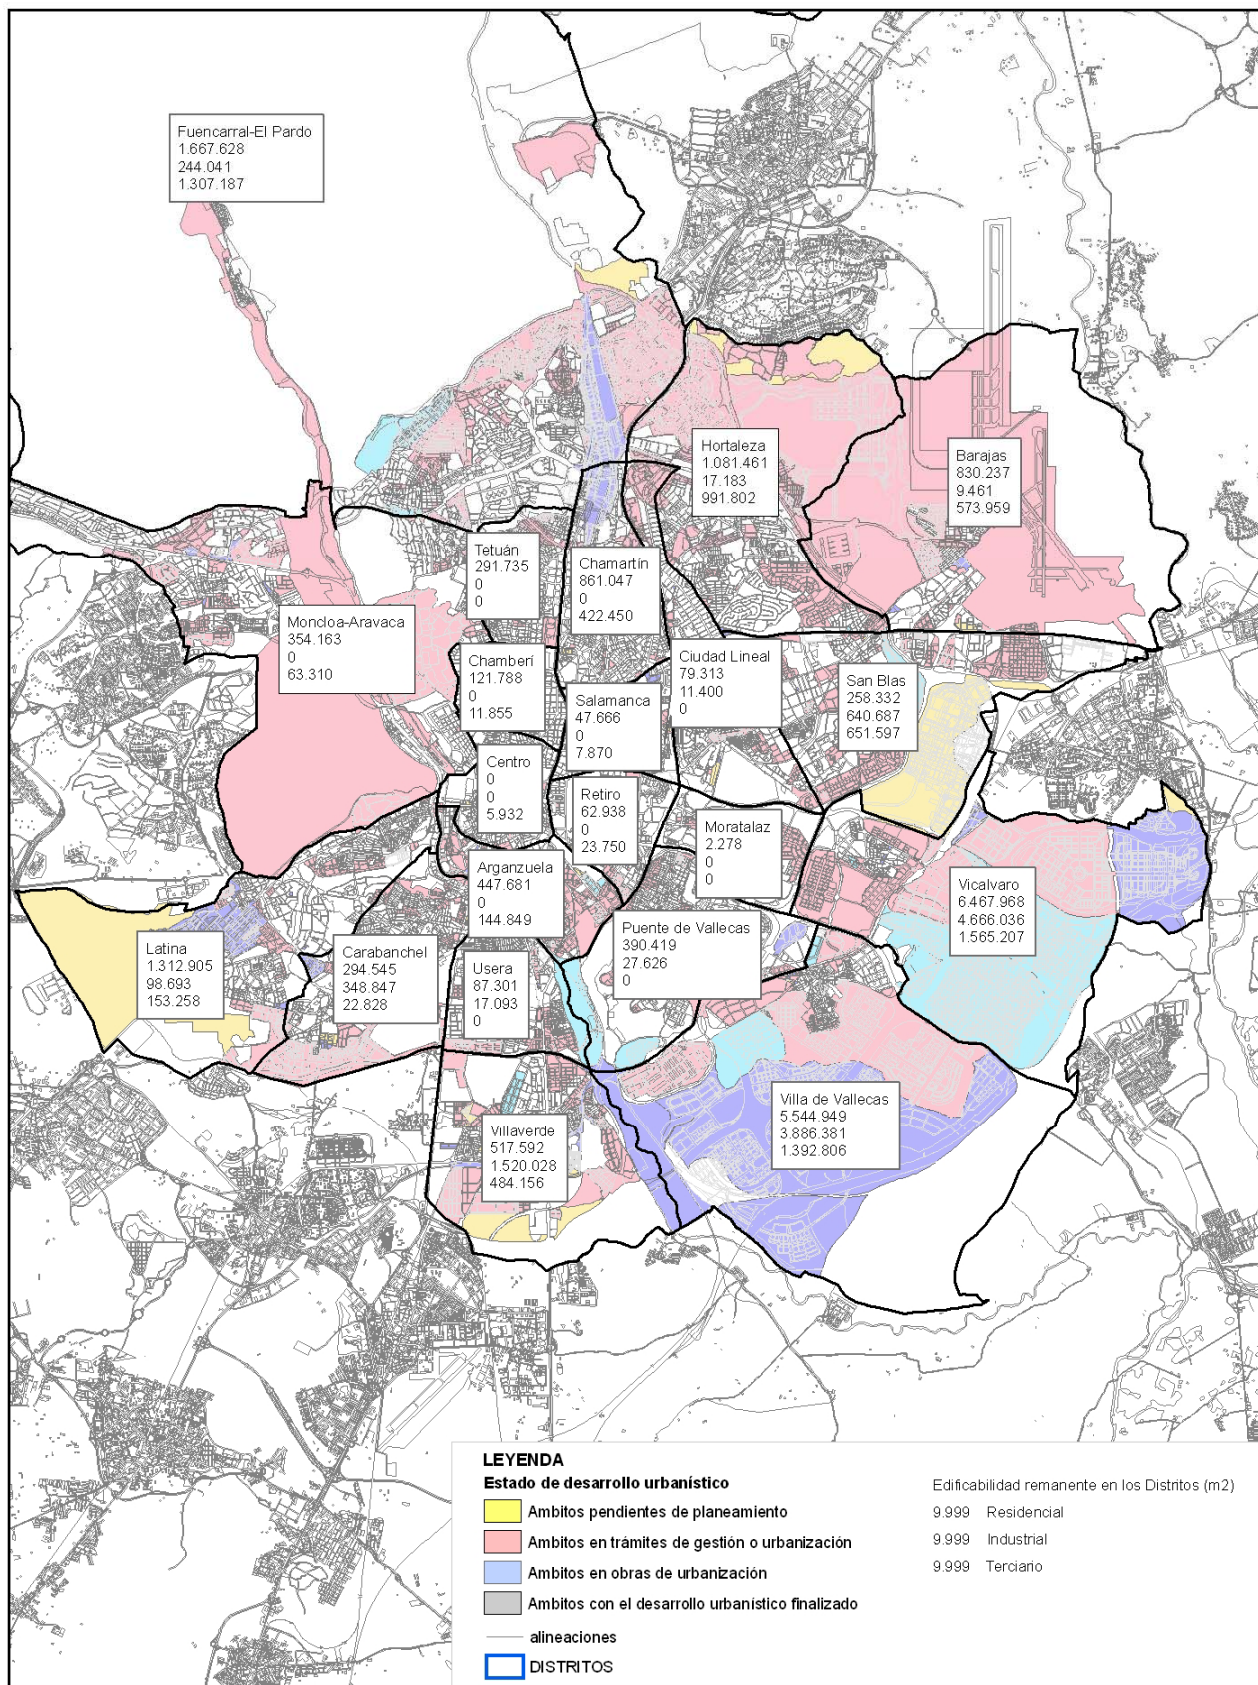 Fuencarral-El Pardo
1.667.628
244.041
1.307.187
Hortaleza
1.081.461
17.183
991.802
Barajas
830.237
9.461
573.959
Tetuán
291.735
0
0
Chamartín
861.047
0
422.450
Moncloa-Aravaca
354.163
0
63.310
Chamberí
121.788
0
11.855
Ciudad Lineal
79.313
11.400
0
San Blas
258.332
640.687
651.597
Salamanca
47.666
0
7.870
Centro
0
0
5.932
Retiro
62.938
0
23.750
Moratalaz
2.278
0
0
Arganzuela
447.681
0
144.849
Vicalvaro
6.467.968
4.666.036
1.565.207
Puente de Vallecas
390.419
27.626
0
Latina
1.312.905
98.693
153.258
Carabanchel
294.545
348.847
22.828
Usera
87.301
17.093
0
Villa de Vallecas
5.544.949
3.886.381
1.392.806
Villaverde
517.592
1.520.028
484.156
LEYENDA
Estado de desarrollo urbanístico
Ambitos pendientes de planeamiento
Ambitos en trámites de gestión o urbanización
Ambitos en obras de urbanización
Ambitos con el desarrollo urbanístico finalizado
alineaciones
DISTRITOS
Edificabilidad remanente en los Distritos (m2)
9.999 Residencial
9.999 Industrial
9.999 Terciario